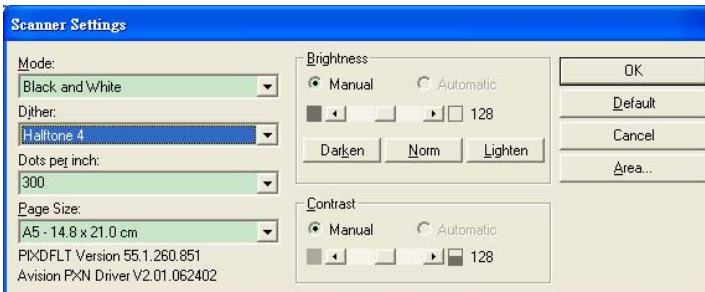 Scanner Settings
Mode:
Black and White
Dither:
Halftone 4
Dots per inch:
300
Page Size:
A5 - 14.8 x 21.0 cm
PIXDFLT Version 55.1.260.851
Avision PXN Driver V2.01.062402
Brightness
Manual Automatic
128
Darken Norm Lighten
Contrast
Manual Automatic
128
OK
Default
Cancel
Area...